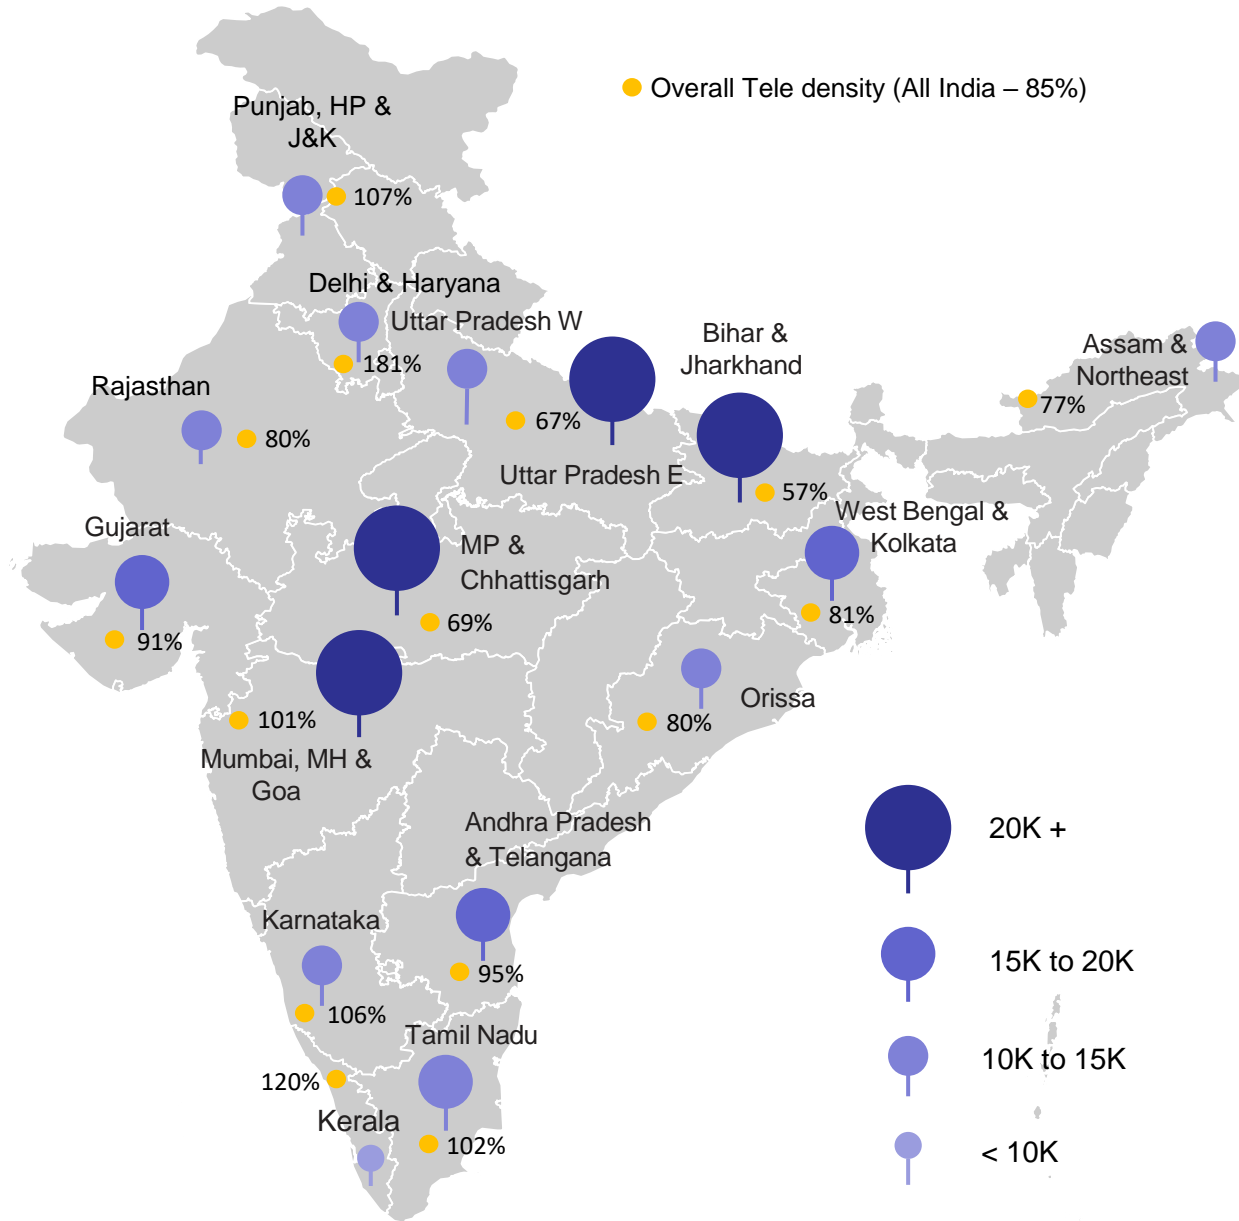 Overall Tele density (All India – 85%)
Punjab, HP &
J&K
107%
Delhi & Haryana
181%
Uttar Pradesh W
67%
Uttar Pradesh E
Bihar &
Jharkhand
57%
Assam &
Northeast
77%
Rajasthan
80%
Gujarat
91%
MP &
Chhattisgarh
69%
West Bengal &
Kolkata
81%
101%
Mumbai, MH &
Goa
Orissa
80%
Andhra Pradesh
& Telangana
95%
Karnataka
106%
Tamil Nadu
102%
120%
Kerala
20K +
15K to 20K
10K to 15K
< 10K